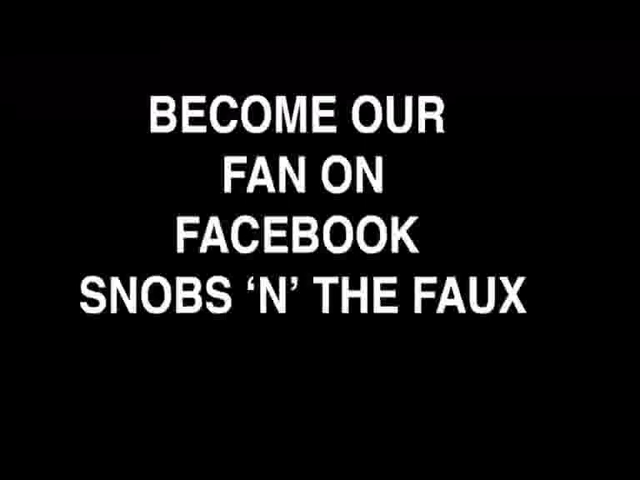 BECOME OUR
FAN ON
FACEBOOK
SNOBS ‘N’ THE FAUX